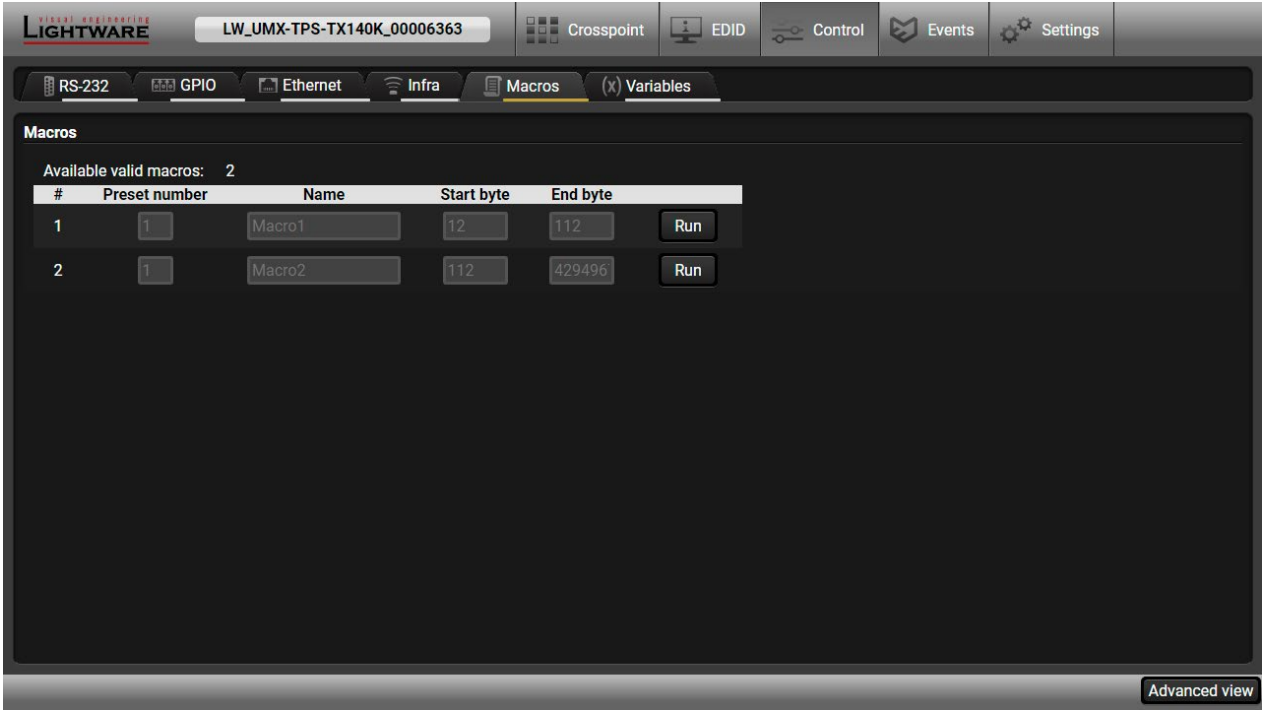 visual engineering
LIGHTWARE
LW_UMX-TPS-TX140K_00006363
Crosspoint
EDID
Control
Events
Settings
RS-232
GPIO
Ethernet
Infra
Macros
(x) Variables
Macros
Available valid macros: 2
# Preset number Name Start byte End byte
1 1 Macro1 12 112 Run
2 1 Macro2 112 429496 Run
Advanced view